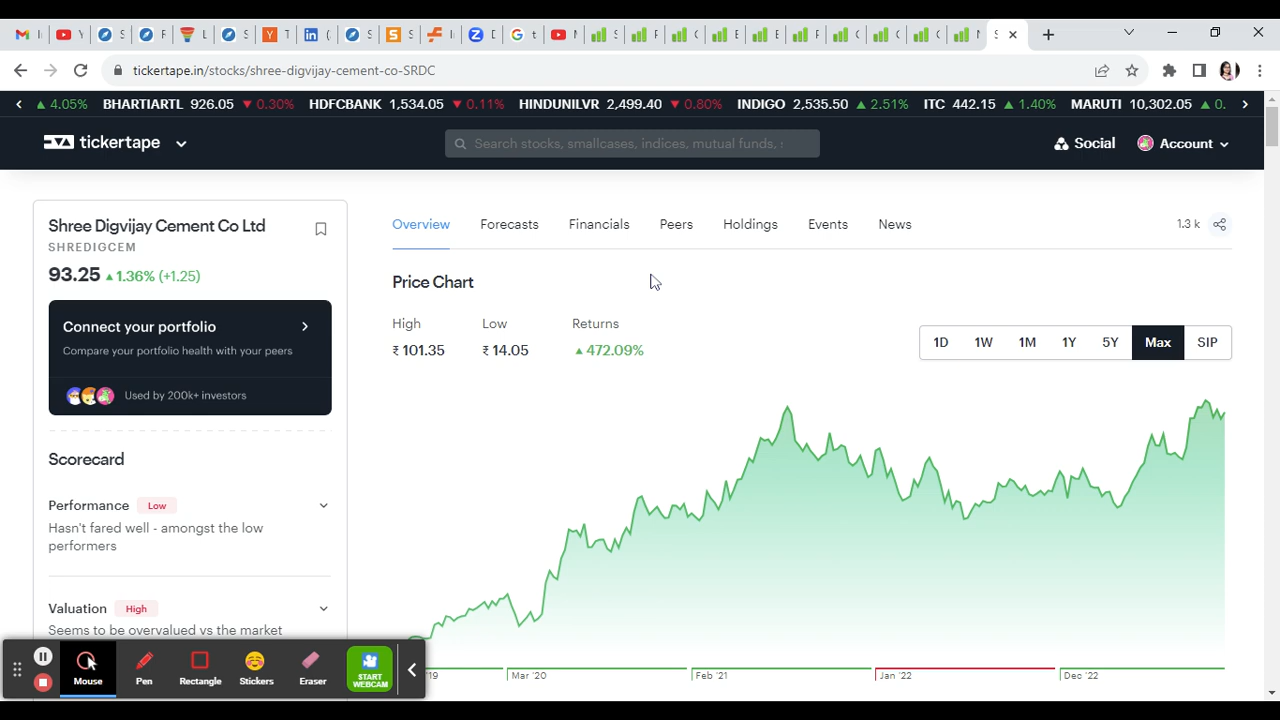 tickertape.in/stocks/shree-digvijay-cement-co-SRDC
4.05% BHARTIARTL 926.05 ▼ 0.30% HDFCBANK 1,534.05 ▼ 0.11% HINDUNILVR 2,499.40 ▼ 0.80% INDIGO 2,535.50 ▲ 2.51% ITC 442.15 ▲ 1.40% MARUTI 10,302.05 ▲ 0.
tickertape
Search stocks, smallcases, indices, mutual funds, :
Social
Account
Shree Digvijay Cement Co Ltd
SHREDIGCEM
93.25 ▲ 1.36% (+1.25)
Connect your portfolio
Compare your portfolio health with your peers
Used by 200k+ investors
Scorecard
Performance Low
Hasn't fared well - amongst the low
performers
Valuation High
Seems to be overvalued vs the market
Overview Forecasts Financials Peers Holdings Events News
1.3 k
Price Chart
High Low Returns
₹ 101.35 ₹ 14.05 ▲ 472.09%
1D 1W 1M 1Y 5Y Max SIP
'19 Mar '20 Feb '21 Jan '22 Dec '22
Mouse Pen Rectangle Stickers Eraser
START
WEBCAM